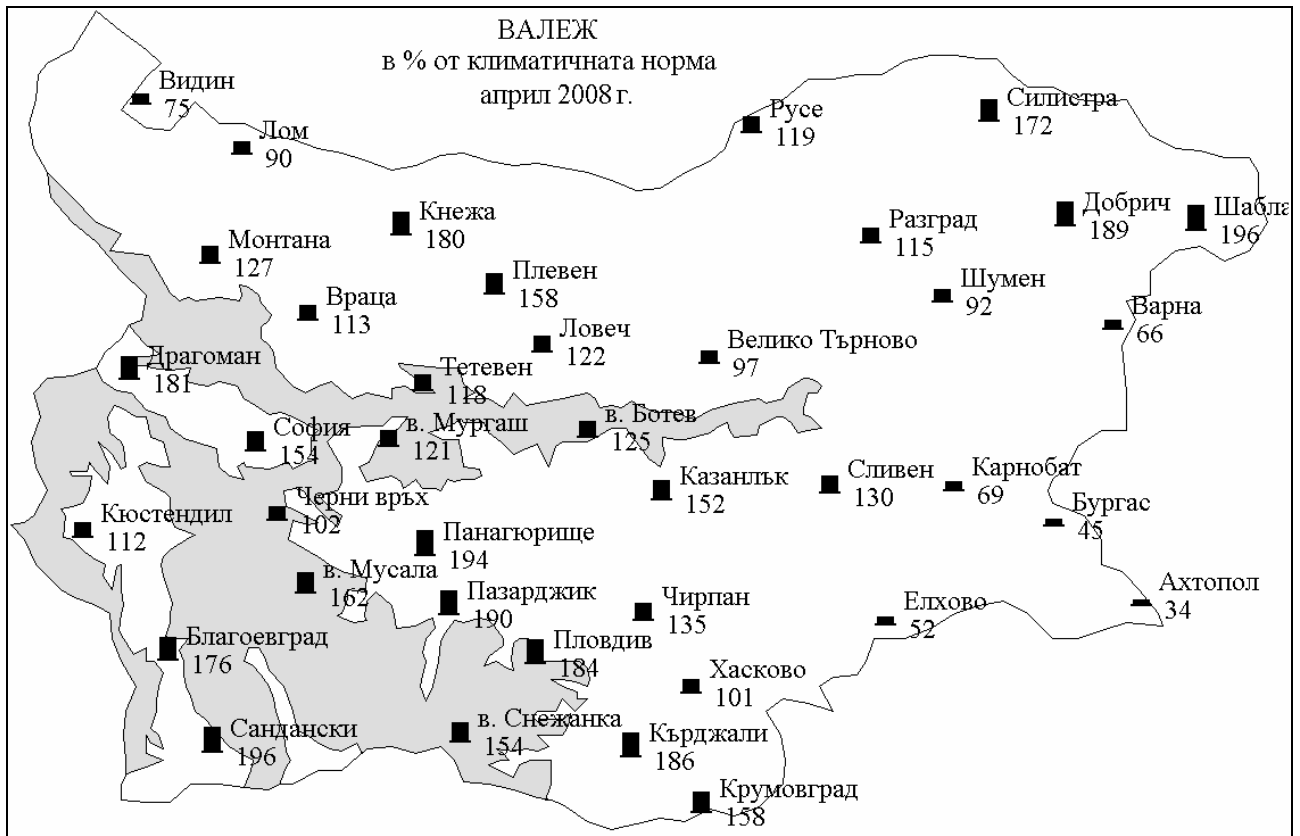 ВАЛЕЖ
в % от климатичната норма
април 2008 г.
Видин
75
Лом
90
Русе
119
Силистра
172
Кнежа
180
Монтана
127
Разград
115
Добрич
189
Шабла
196
Плевен
158
Враца
113
Шумен
92
Варна
66
Ловеч
122
Велико Търново
97
Драгоман
181
Тетевен
118
София
154
в. Мургаш
121
в. Ботев
125
Казанлък
152
Сливен
130
Карнобат
69
Бургас
45
Черни връх
102
Кюстендил
112
Панагюрище
194
в. Мусала
162
Пазарджик
190
Чирпан
135
Елхово
52
Ахтопол
34
Благоевград
176
Пловдив
184
Хасково
101
Сандански
196
в. Снежанка
154
Кърджали
186
Крумовград
158